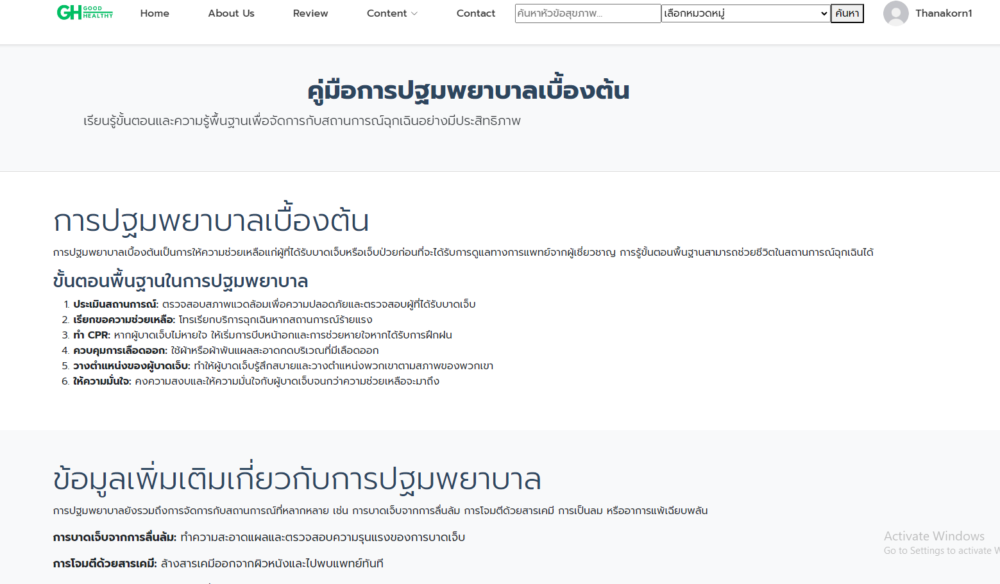 GH GOOD HEALTHY Home About Us Review Content Contact ค้นหาหัวข้อสุขภาพ... เลือกหมวดหมู่ ค้นหา Thanakorn1
คู่มือการปฐมพยาบาลเบื้องต้น
เรียนรู้ขั้นตอนและความรู้พื้นฐานเพื่อจัดการกับสถานการณ์ฉุกเฉินอย่างมีประสิทธิภาพ
การปฐมพยาบาลเบื้องต้น
การปฐมพยาบาลเบื้องต้นเป็นการให้ความช่วยเหลือแก่ผู้ที่ได้รับบาดเจ็บหรือเจ็บป่วยก่อนที่จะได้รับการดูแลทางการแพทย์จากผู้เชี่ยวชาญ การรู้ขั้นตอนพื้นฐานสามารถช่วยชีวิตในสถานการณ์ฉุกเฉินได้
ขั้นตอนพื้นฐานในการปฐมพยาบาล
1. ประเมินสถานการณ์: ตรวจสอบสภาพแวดล้อมเพื่อความปลอดภัยและตรวจสอบผู้ที่ได้รับบาดเจ็บ
2. เรียกขอความช่วยเหลือ: โทรเรียกบริการฉุกเฉินหากสถานการณ์ร้ายแรง
3. ทำ CPR: หากผู้บาดเจ็บไม่หายใจ ให้เริ่มการบีบหน้าอกและการช่วยหายใจหากได้รับการฝึกฝน
4. ควบคุมการเลือดออก: ใช้ผ้าหรือผ้าพันแผลสะอาดกดบริเวณที่มีเลือดออก
5. วางตำแหน่งของผู้บาดเจ็บ: ทำให้ผู้บาดเจ็บรู้สึกสบายและวางตำแหน่งพวกเขาตามสภาพของพวกเขา
6. ให้ความมั่นใจ: คงความสงบและให้ความมั่นใจกับผู้บาดเจ็บจนกว่าความช่วยเหลือจะมาถึง
ข้อมูลเพิ่มเติมเกี่ยวกับการปฐมพยาบาล
การปฐมพยาบาลยังรวมถึงการจัดการกับสถานการณ์ที่หลากหลาย เช่น การบาดเจ็บจากการลื่นล้ม การโจมตีด้วยสารเคมี การเป็นลม หรืออาการแพ้เฉียบพลัน
การบาดเจ็บจากการลื่นล้ม: ทำความสะอาดแผลและตรวจสอบความรุนแรงของการบาดเจ็บ
การโจมตีด้วยสารเคมี: ล้างสารเคมีออกจากผิวหนังและไปพบแพทย์ทันที
Activate Windows
Go to Settings to activate